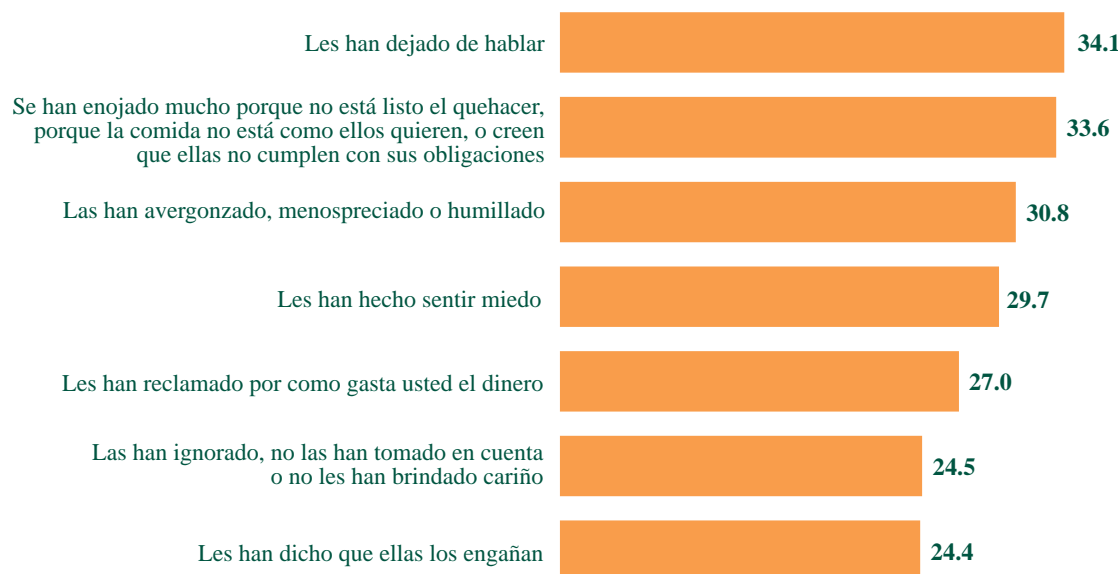 Les han dejado de hablar
34.1
Se han enojado mucho porque no está listo el quehacer,
porque la comida no está como ellos quieren, o creen
que ellas no cumplen con sus obligaciones
33.6
Las han avergonzado, menospreciado o humillado
30.8
Les han hecho sentir miedo
29.7
Les han reclamado por como gasta usted el dinero
27.0
Las han ignorado, no las han tomado en cuenta
o no les han brindado cariño
24.5
Les han dicho que ellas los engañan
24.4